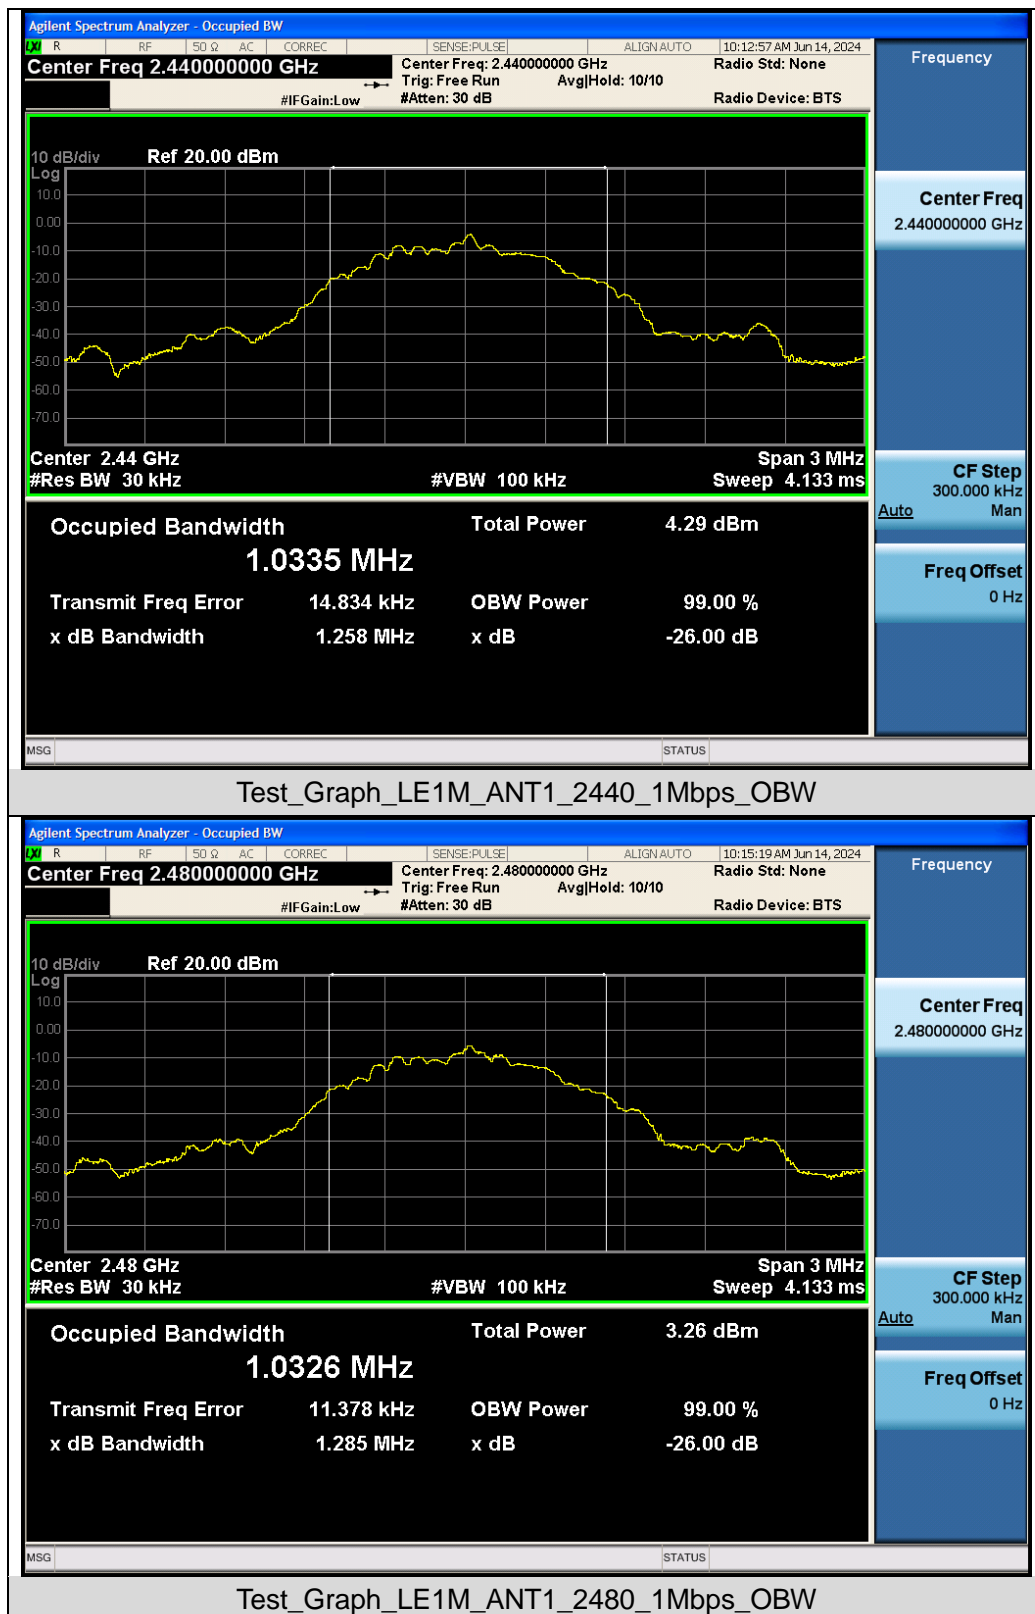 Agilent Spectrum Analyzer - Occupied BW
LXI R RF 50 Ω AC CORREC SENSE:PULSE ALIGN AUTO 10:12:57 AM Jun 14, 2024
Center Freq 2.440000000 GHz
Center Freq: 2.440000000 GHz Radio Std: None
Trig: Free Run Avg|Hold: 10/10
#IFGain:Low #Atten: 30 dB Radio Device: BTS
Frequency
10 dB/div Ref 20.00 dBm
Log
10.0
0.00
-10.0
-20.0
-30.0
-40.0
-50.0
-60.0
-70.0
Center 2.44 GHz Span 3 MHz
#Res BW 30 kHz #VBW 100 kHz Sweep 4.133 ms
Center Freq
2.440000000 GHz
CF Step
300.000 kHz
Auto Man
Freq Offset
0 Hz
Occupied Bandwidth Total Power 4.29 dBm
1.0335 MHz
Transmit Freq Error 14.834 kHz OBW Power 99.00 %
x dB Bandwidth 1.258 MHz x dB -26.00 dB
MSG STATUS
Test_Graph_LE1M_ANT1_2440_1Mbps_OBW
Agilent Spectrum Analyzer - Occupied BW
LXI R RF 50 Ω AC CORREC SENSE:PULSE ALIGN AUTO 10:15:19 AM Jun 14, 2024
Center Freq 2.480000000 GHz
Center Freq: 2.480000000 GHz Radio Std: None
Trig: Free Run Avg|Hold: 10/10
#IFGain:Low #Atten: 30 dB Radio Device: BTS
Frequency
10 dB/div Ref 20.00 dBm
Log
10.0
0.00
-10.0
-20.0
-30.0
-40.0
-50.0
-60.0
-70.0
Center 2.48 GHz Span 3 MHz
#Res BW 30 kHz #VBW 100 kHz Sweep 4.133 ms
Center Freq
2.480000000 GHz
CF Step
300.000 kHz
Auto Man
Freq Offset
0 Hz
Occupied Bandwidth Total Power 3.26 dBm
1.0326 MHz
Transmit Freq Error 11.378 kHz OBW Power 99.00 %
x dB Bandwidth 1.285 MHz x dB -26.00 dB
MSG STATUS
Test_Graph_LE1M_ANT1_2480_1Mbps_OBW